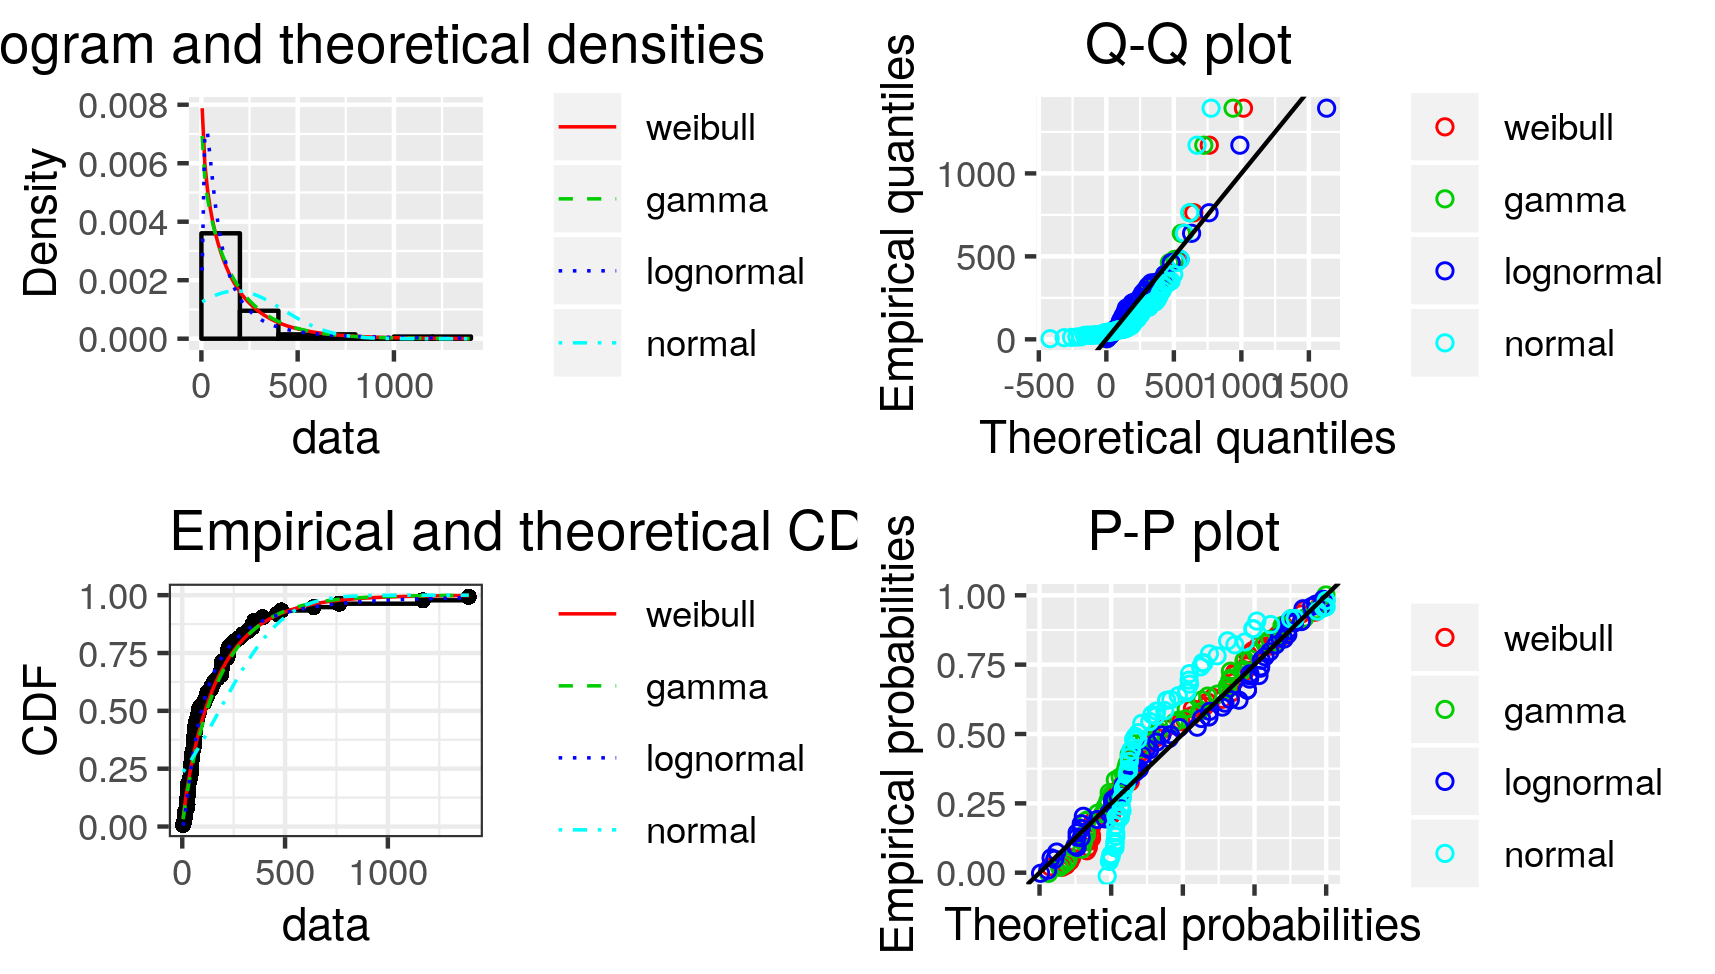 ogram and theoretical densities
Density
0.008
0.006
0.004
0.002
0.000
0 500 1000
data
weibull
gamma
lognormal
normal
Q-Q plot
Empirical quantiles
1000
500
0
-500 0 500 1000 1500
Theoretical quantiles
weibull
gamma
lognormal
normal
Empirical and theoretical CD
CDF
1.00
0.75
0.50
0.25
0.00
0 500 1000
data
weibull
gamma
lognormal
normal
P-P plot
Empirical probabilities
1.00
0.75
0.50
0.25
0.00
Theoretical probabilities
weibull
gamma
lognormal
normal